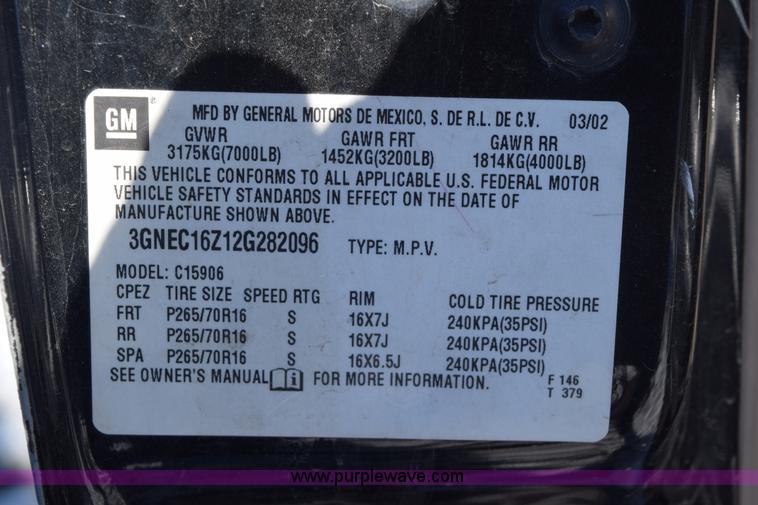 GM ® MFD BY GENERAL MOTORS DE MEXICO, S. DE R.L. DE C.V. 03/02
GVWR GAWR FRT GAWR RR
3175KG(7000LB) 1452KG(3200LB) 1814KG(4000LB)
THIS VEHICLE CONFORMS TO ALL APPLICABLE U.S. FEDERAL MOTOR
VEHICLE SAFETY STANDARDS IN EFFECT ON THE DATE OF
MANUFACTURE SHOWN ABOVE.
3GNEC16Z12G282096 TYPE: M.P.V.
MODEL: C15906
CPEZ TIRE SIZE SPEED RTG RIM COLD TIRE PRESSURE
FRT P265/70R16 S 16X7J 240KPA(35PSI)
RR P265/70R16 S 16X7J 240KPA(35PSI)
SPA P265/70R16 S 16X6.5J 240KPA(35PSI)
SEE OWNER'S MANUAL i FOR MORE INFORMATION.
F 146
T 379
www.purplewave.com